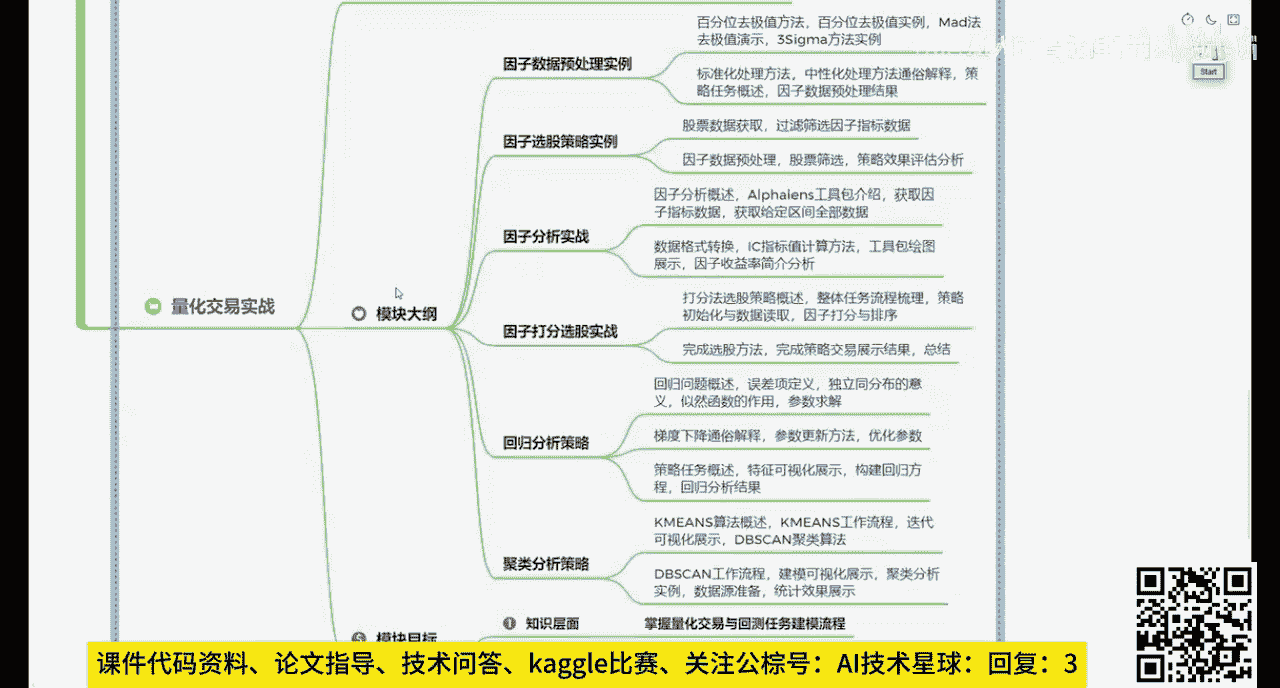 Start
百分位去极值方法，百分位去极值实例，Mad法
去极值演示，3Sigma方法实例
因子数据预处理实例
标准化处理方法，中性化处理方法通俗解释，策
略任务概述，因子数据预处理结果
股票数据获取，过滤筛选因子指标数据
因子选股策略实例
因子数据预处理，股票筛选，策略效果评估分析
因子分析概述，Alphalens工具包介绍，获取因
子指标数据，获取给定区间全部数据
因子分析实战
数据格式转换，IC指标值计算方法，工具包绘图
展示，因子收益率简介分析
量化交易实战
模块大纲
打分法选股策略概述，整体任务流程梳理，策略
初始化与数据读取，因子打分与排序
因子打分选股实战
完成选股方法，完成策略交易展示结果，总结
回归问题概述，误差项定义，独立同分布的意
义，似然函数的作用，参数求解
回归分析策略
梯度下降通俗解释，参数更新方法，优化参数
策略任务概述，特征可视化展示，构建回归方
程，回归分析结果
KMEANS算法概述，KMEANS工作流程，迭代
可视化展示，DBSCAN聚类算法
聚类分析策略
DBSCAN工作流程，建模可视化展示，聚类分析
实例，数据源准备，统计效果展示
模块目标
1 知识层面
掌握量化交易与回测任务建模流程
课件代码资料、论文指导、技术问答、kaggle比赛、关注公棕号：AI技术星球：回复：3